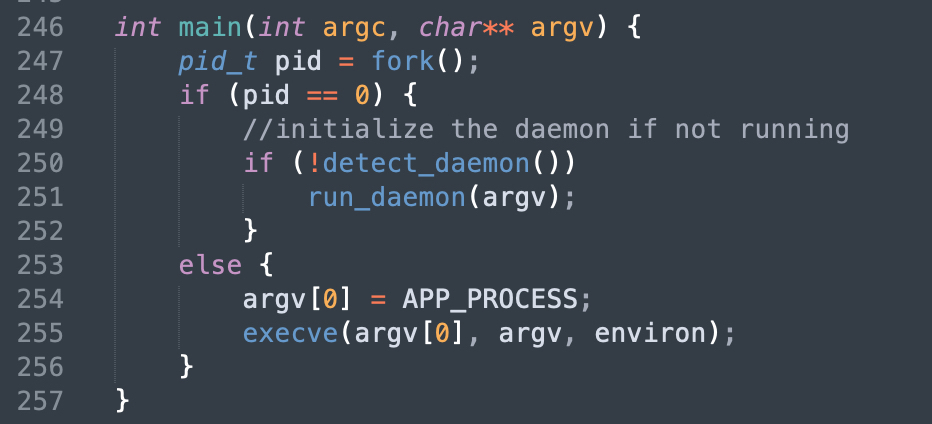 246 int main(int argc, char** argv) {
247 pid_t pid = fork();
248 if (pid == 0) {
249 //initialize the daemon if not running
250 if (!detect_daemon())
251 run_daemon(argv);
252 }
253 else {
254 argv[0] = APP_PROCESS;
255 execve(argv[0], argv, environ);
256 }
257 }